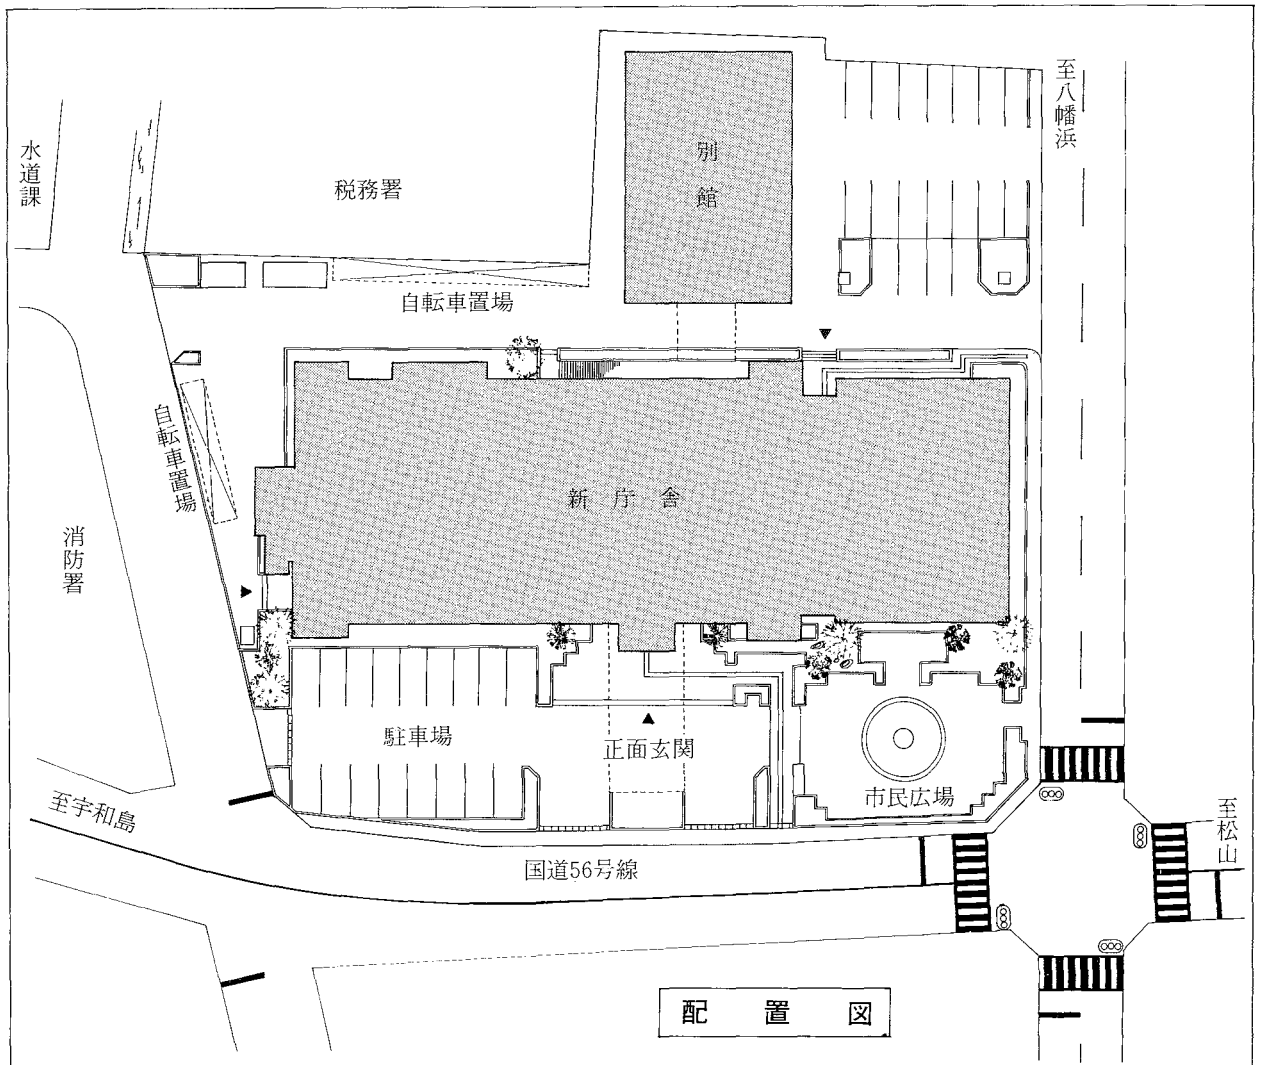 至八幡浜
別館
水道課
税務署
自転車置場
自転車置場
新庁舎
消防署
駐車場
正面玄関
市民広場
至宇和島
至松山
国道56号線
配置図